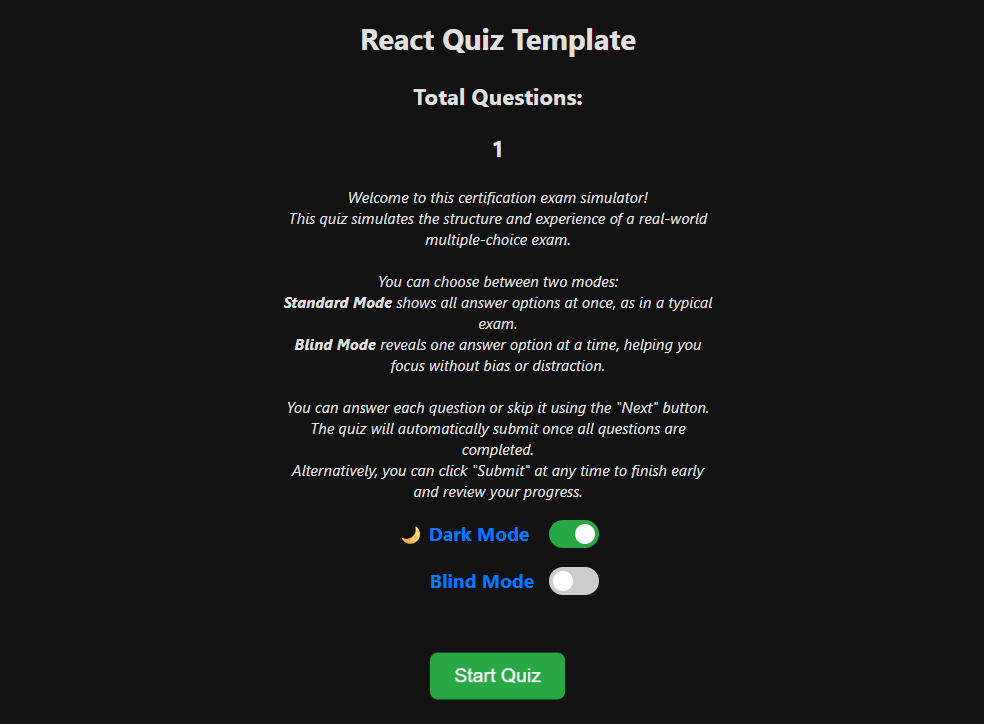 React Quiz Template
Total Questions:
1
Welcome to this certification exam simulator!
This quiz simulates the structure and experience of a real-world
multiple-choice exam.
You can choose between two modes:
Standard Mode shows all answer options at once, as in a typical
exam.
Blind Mode reveals one answer option at a time, helping you
focus without bias or distraction.
You can answer each question or skip it using the "Next" button.
The quiz will automatically submit once all questions are
completed.
Alternatively, you can click "Submit" at any time to finish early
and review your progress.
🌙 Dark Mode
Blind Mode
Start Quiz